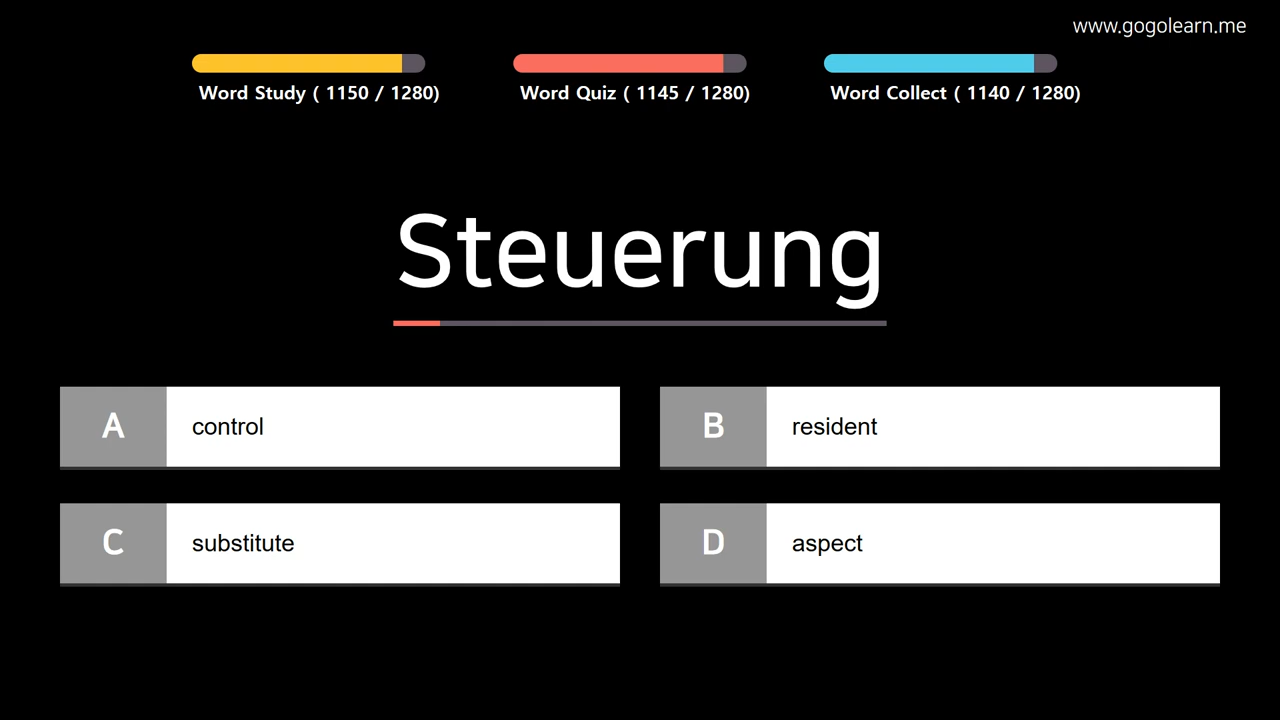 www.gogolearn.me
Word Study ( 1150 / 1280)
Word Quiz ( 1145 / 1280)
Word Collect ( 1140 / 1280)
Steuerung
A control
B resident
C substitute
D aspect